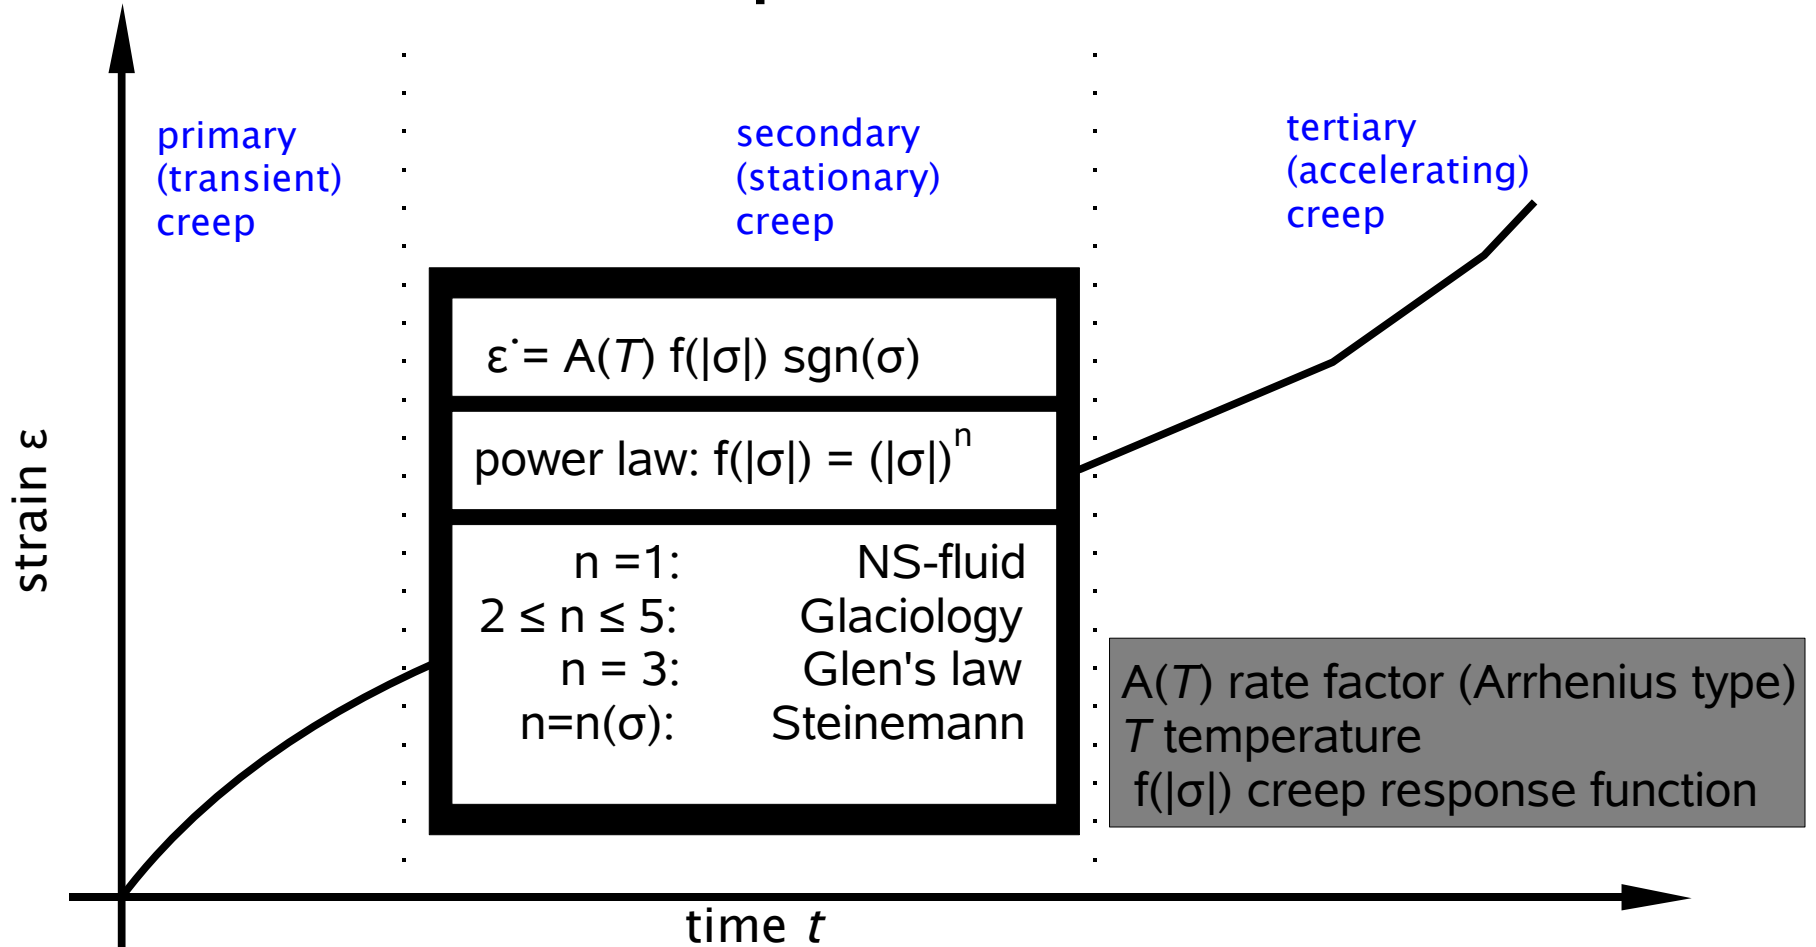 primary
(transient)
creep
secondary
(stationary)
creep
tertiary
(accelerating)
creep
strain ε
ε˙= A(T) f(|σ|) sgn(σ)
power law: f(|σ|) = (|σ|)^n
n =1: NS-fluid
2 ≤ n ≤ 5: Glaciology
n = 3: Glen's law
n=n(σ): Steinemann
A(T) rate factor (Arrhenius type)
T temperature
f(|σ|) creep response function
time t